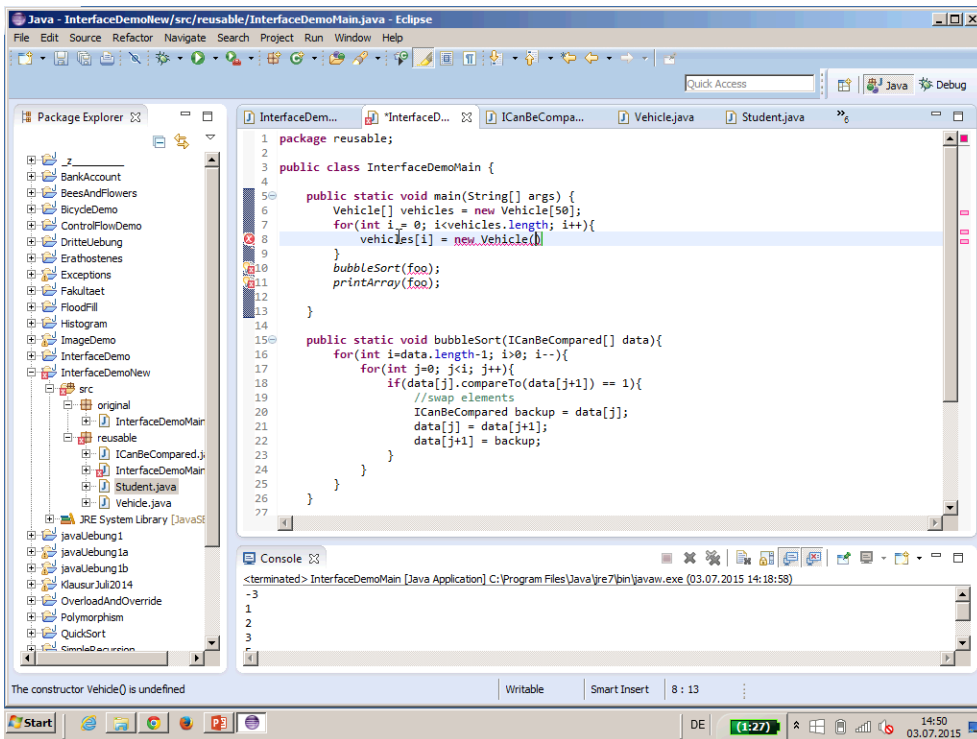 Java - InterfaceDemoNew/src/reusable/InterfaceDemoMain.java - Eclipse
File Edit Source Refactor Navigate Search Project Run Window Help
Quick Access
Java
Debug
Package Explorer
_z_________
BankAccount
BeesAndFlowers
BicycleDemo
ControlFlowDemo
DritteUebung
Erathostenes
Exceptions
Fakultaet
FloodFill
Histogram
ImageDemo
InterfaceDemo
InterfaceDemoNew
src
original
InterfaceDemoMain
reusable
ICanBeCompared.j
InterfaceDemoMain
Student.java
Vehicle.java
JRE System Library [JavaSE
javaUebung1
javaUebung1a
javaUebung1b
KlausurJuli2014
OverloadAndOverride
Polymorphism
QuickSort
SimpleRecursion
InterfaceDem... *InterfaceD... ICanBeCompa... Vehicle.java Student.java »6
1 package reusable;
2
3 public class InterfaceDemoMain {
4
5 public static void main(String[] args) {
6 Vehicle[] vehicles = new Vehicle[50];
7 for(int i = 0; i<vehicles.length; i++){
8 vehicles[i] = new Vehicle()
9 }
10 bubbleSort(foo);
11 printArray(foo);
12
13 }
14
15 public static void bubbleSort(ICanBeCompared[] data){
16 for(int i=data.length-1; i>0; i--){
17 for(int j=0; j<i; j++){
18 if(data[j].compareTo(data[j+1]) == 1){
19 //swap elements
20 ICanBeCompared backup = data[j];
21 data[j] = data[j+1];
22 data[j+1] = backup;
23 }
24 }
25 }
26 }
27
Console
<terminated> InterfaceDemoMain [Java Application] C:\Program Files\Java\jre7\bin\javaw.exe (03.07.2015 14:18:58)
-3
1
2
3
The constructor Vehicle() is undefined
Writable
Smart Insert
8 : 13
Start
DE
(1:27)
14:50
03.07.2015